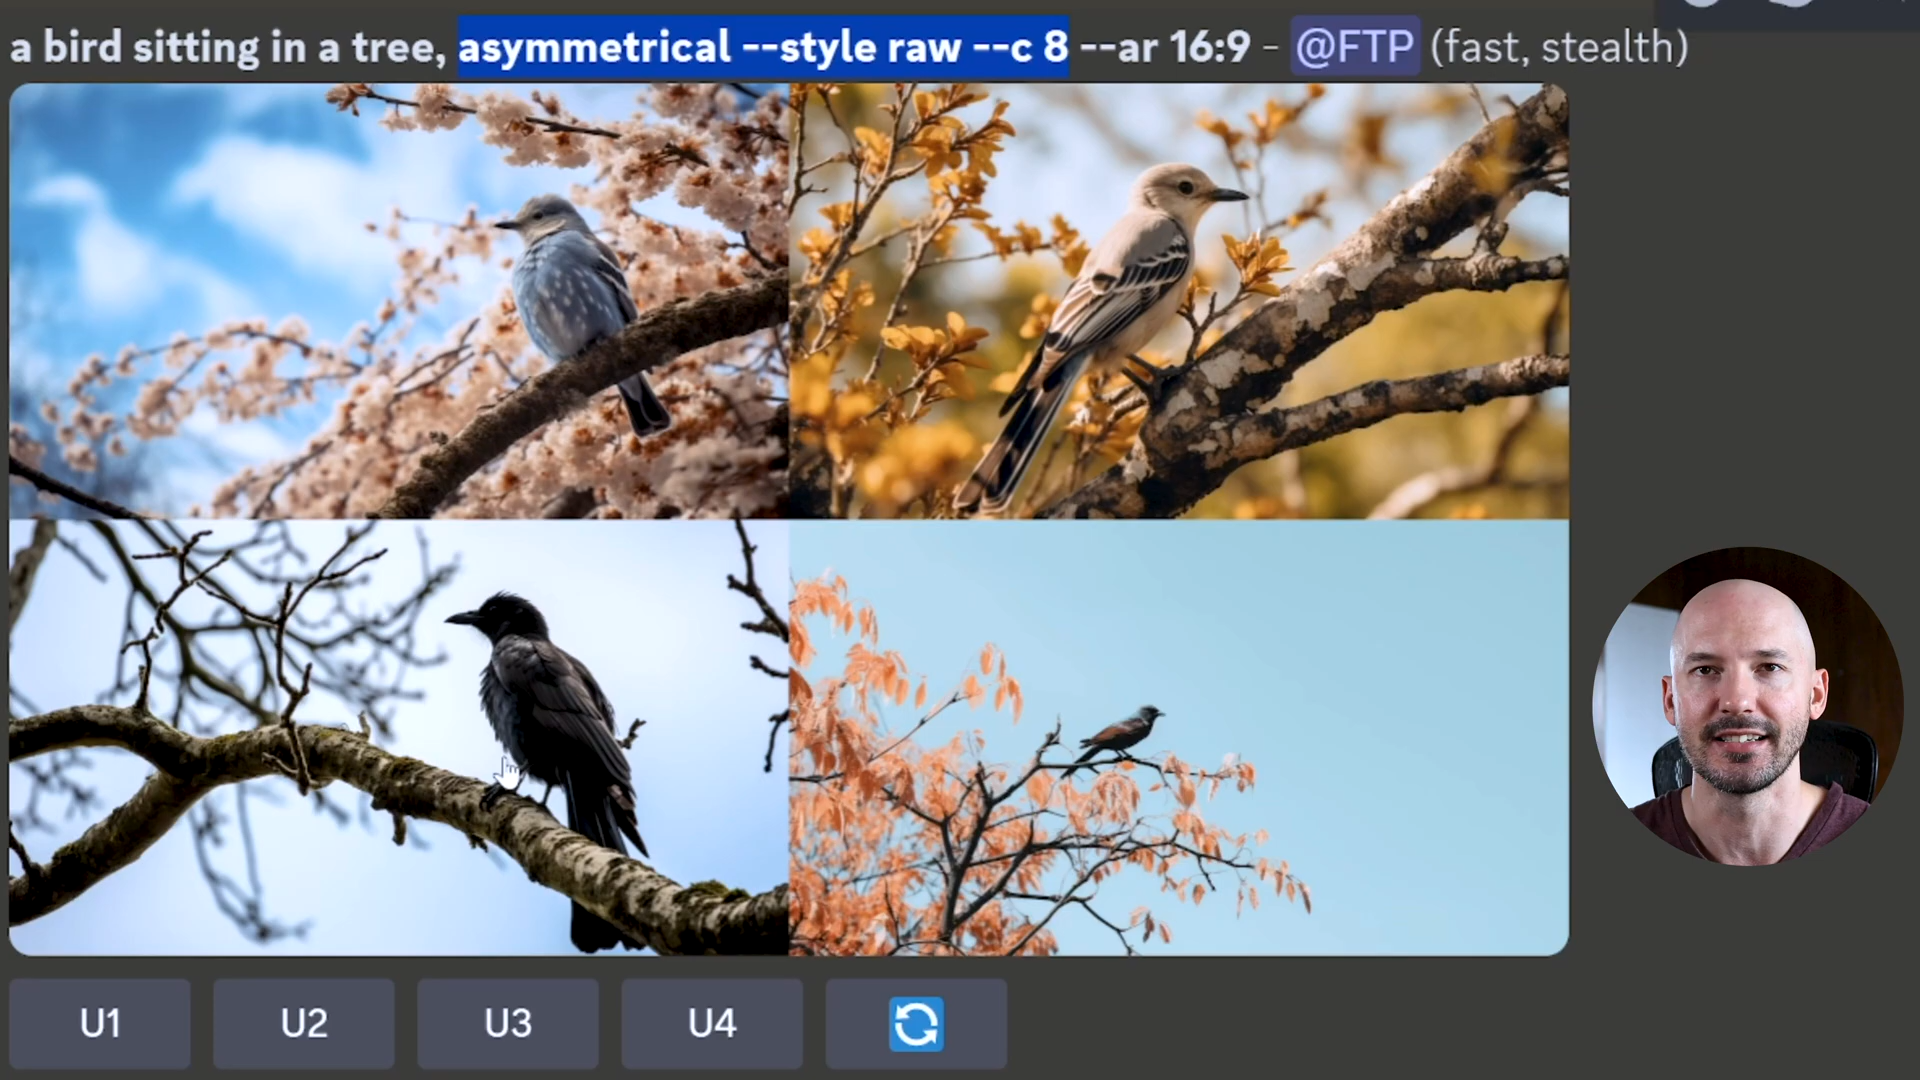 a bird sitting in a tree, asymmetrical --style raw --c 8 --ar 16:9 - @FTP (fast, stealth)
U1 U2 U3 U4